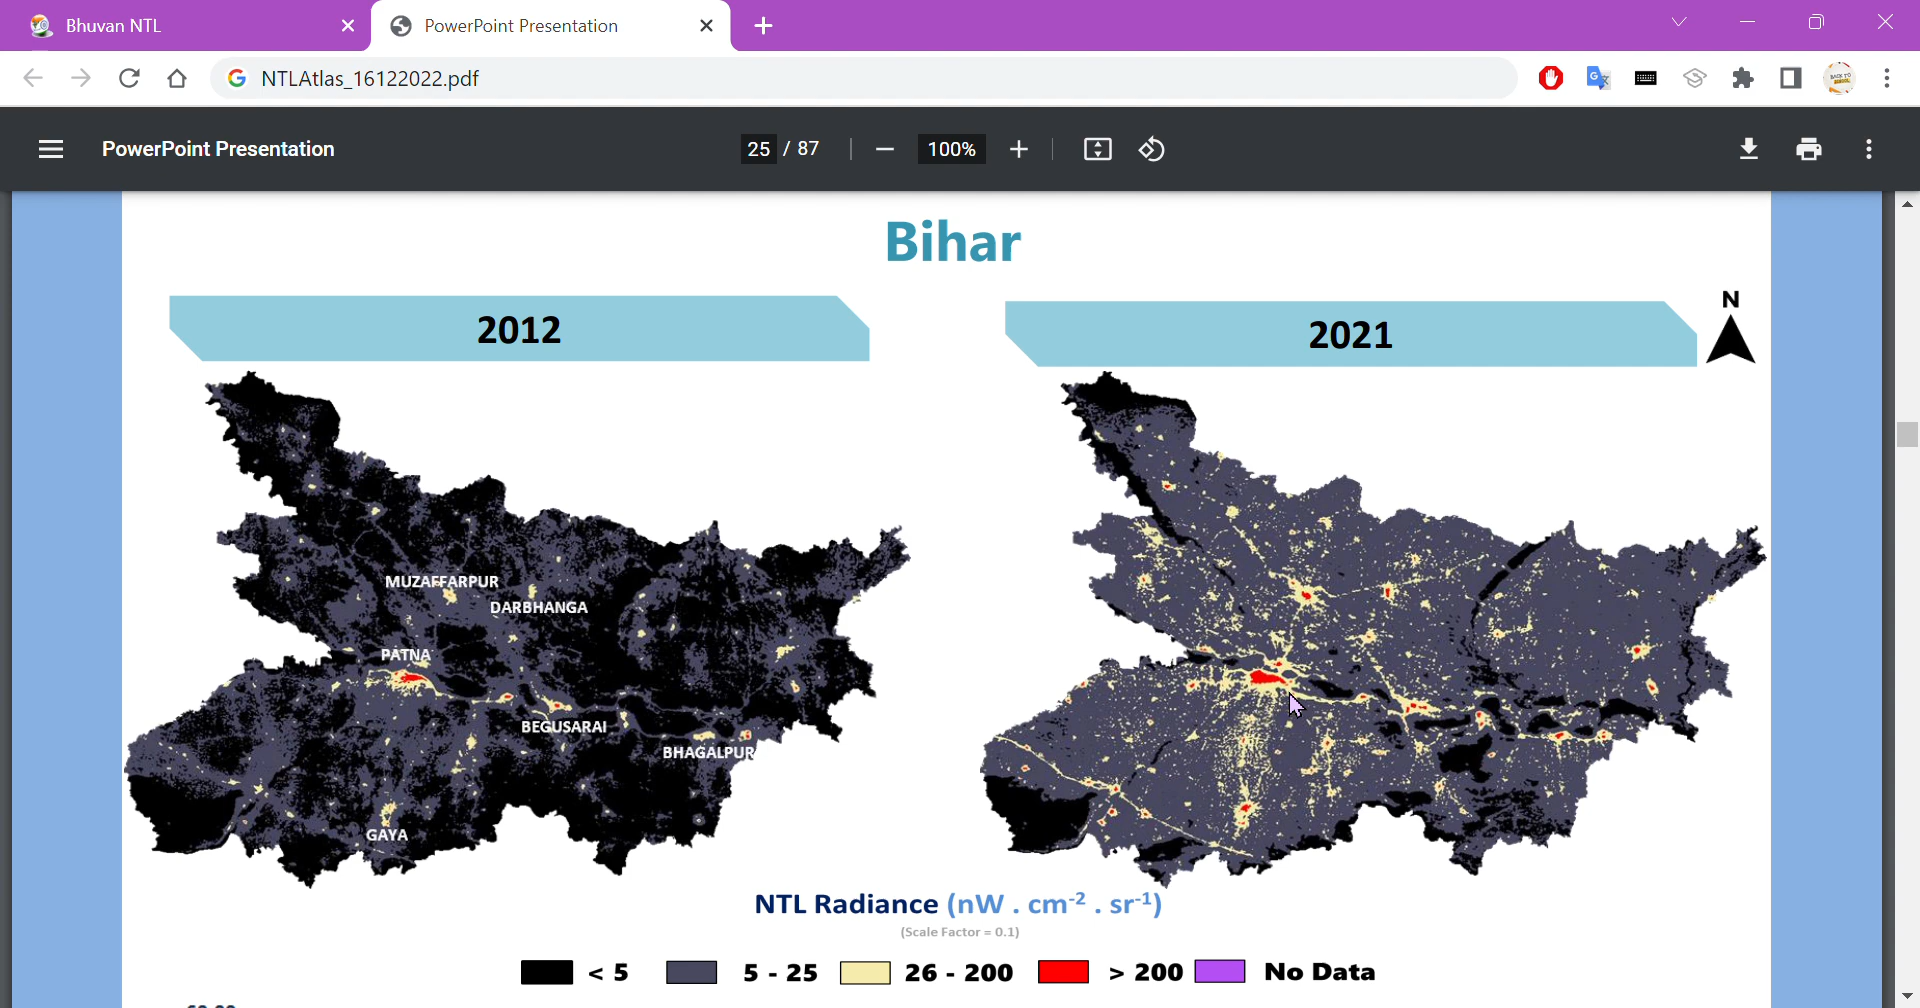 Bhuvan NTL
PowerPoint Presentation
NTLAtlas_16122022.pdf
PowerPoint Presentation
25 / 87
100%
Bihar
2012
2021
N
MUZAFFARPUR
DARBHANGA
PATNA
BEGUSARAI
BHAGALPUR
GAYA
NTL Radiance (nW . cm-2 . sr-1)
(Scale Factor = 0.1)
< 5 5 - 25 26 - 200 > 200 No Data